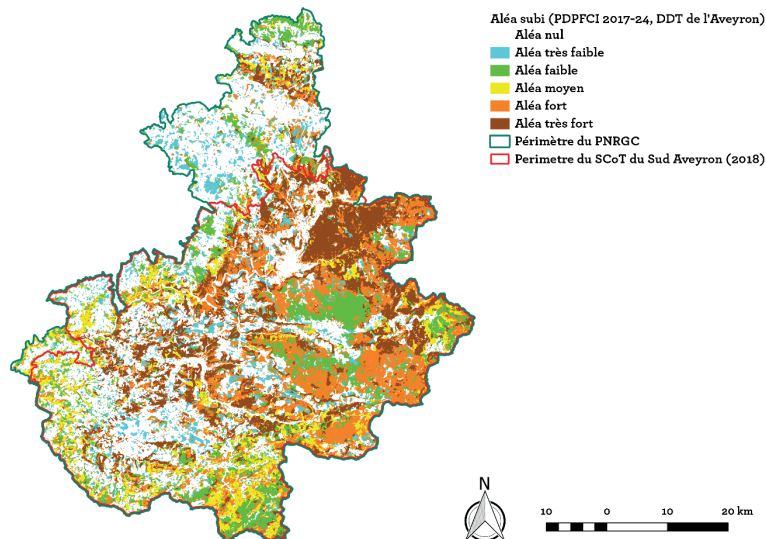 Aléa subi (PDPFCI 2017-24, DDT de l'Aveyron)
Aléa nul
Aléa très faible
Aléa faible
Aléa moyen
Aléa fort
Aléa très fort
Périmètre du PNRGC
Perimetre du SCoT du Sud Aveyron (2018)
N
10 0 10 20 km